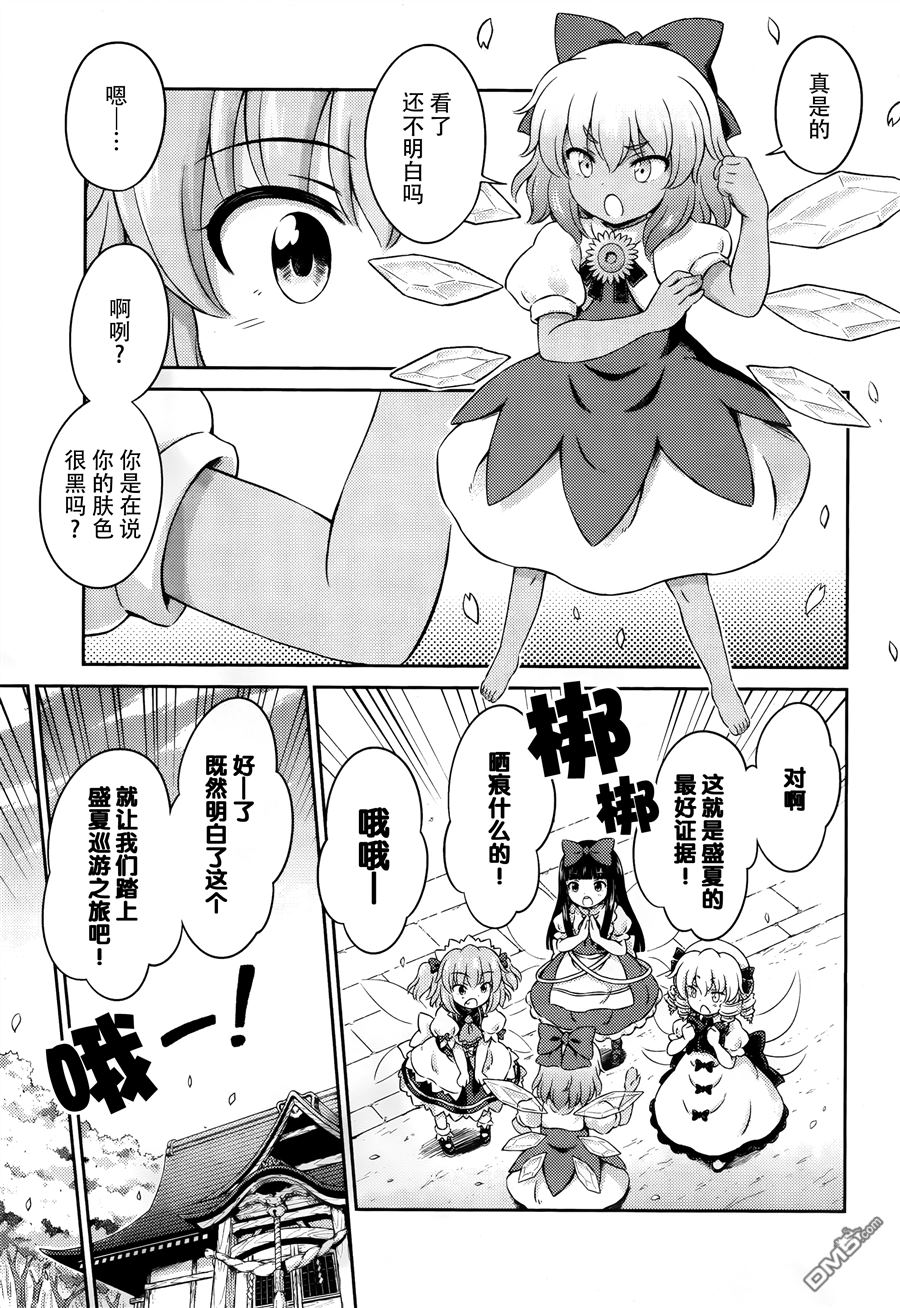 真是的
看了
还不明白吗
嗯—…
啊咧?
你是在说
你的肤色
很黑吗?
对啊
这就是盛夏的
最好证据!
梆
梆
晒痕什么的!
哦哦—
好—了
既然明白了这个
就让我们踏上
盛夏巡游之旅吧!
哦—!
DM5.com